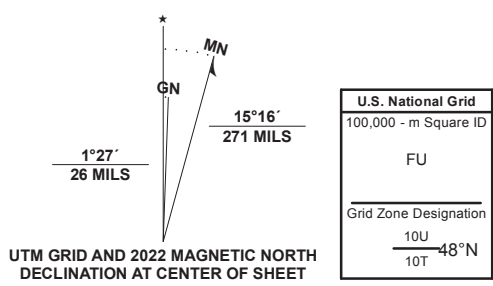 ★
MN
GN
15°16´
271 MILS
1°27´
26 MILS
UTM GRID AND 2022 MAGNETIC NORTH
DECLINATION AT CENTER OF SHEET
U.S. National Grid
100,000 - m Square ID
FU
Grid Zone Designation
10U
48°N
10T